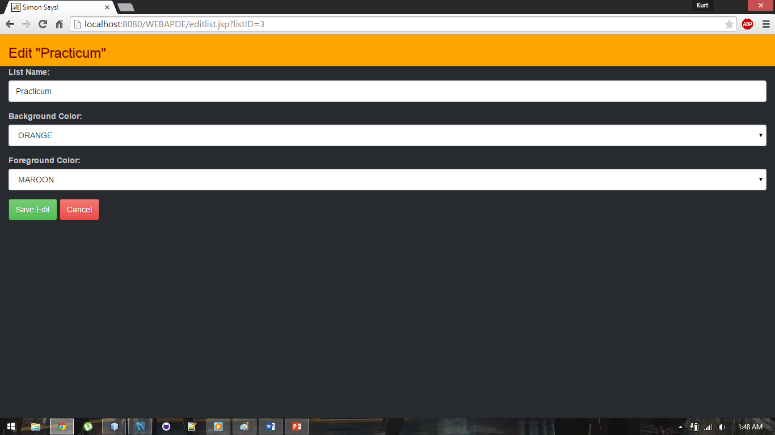 Simon Says!
Kurt
localhost:8080/WEBAPDE/editlist.jsp?listID=3
ABP
Edit "Practicum"
List Name:
Practicum
Background Color:
ORANGE
Foreground Color:
MAROON
Save Edit Cancel
1:48 AM